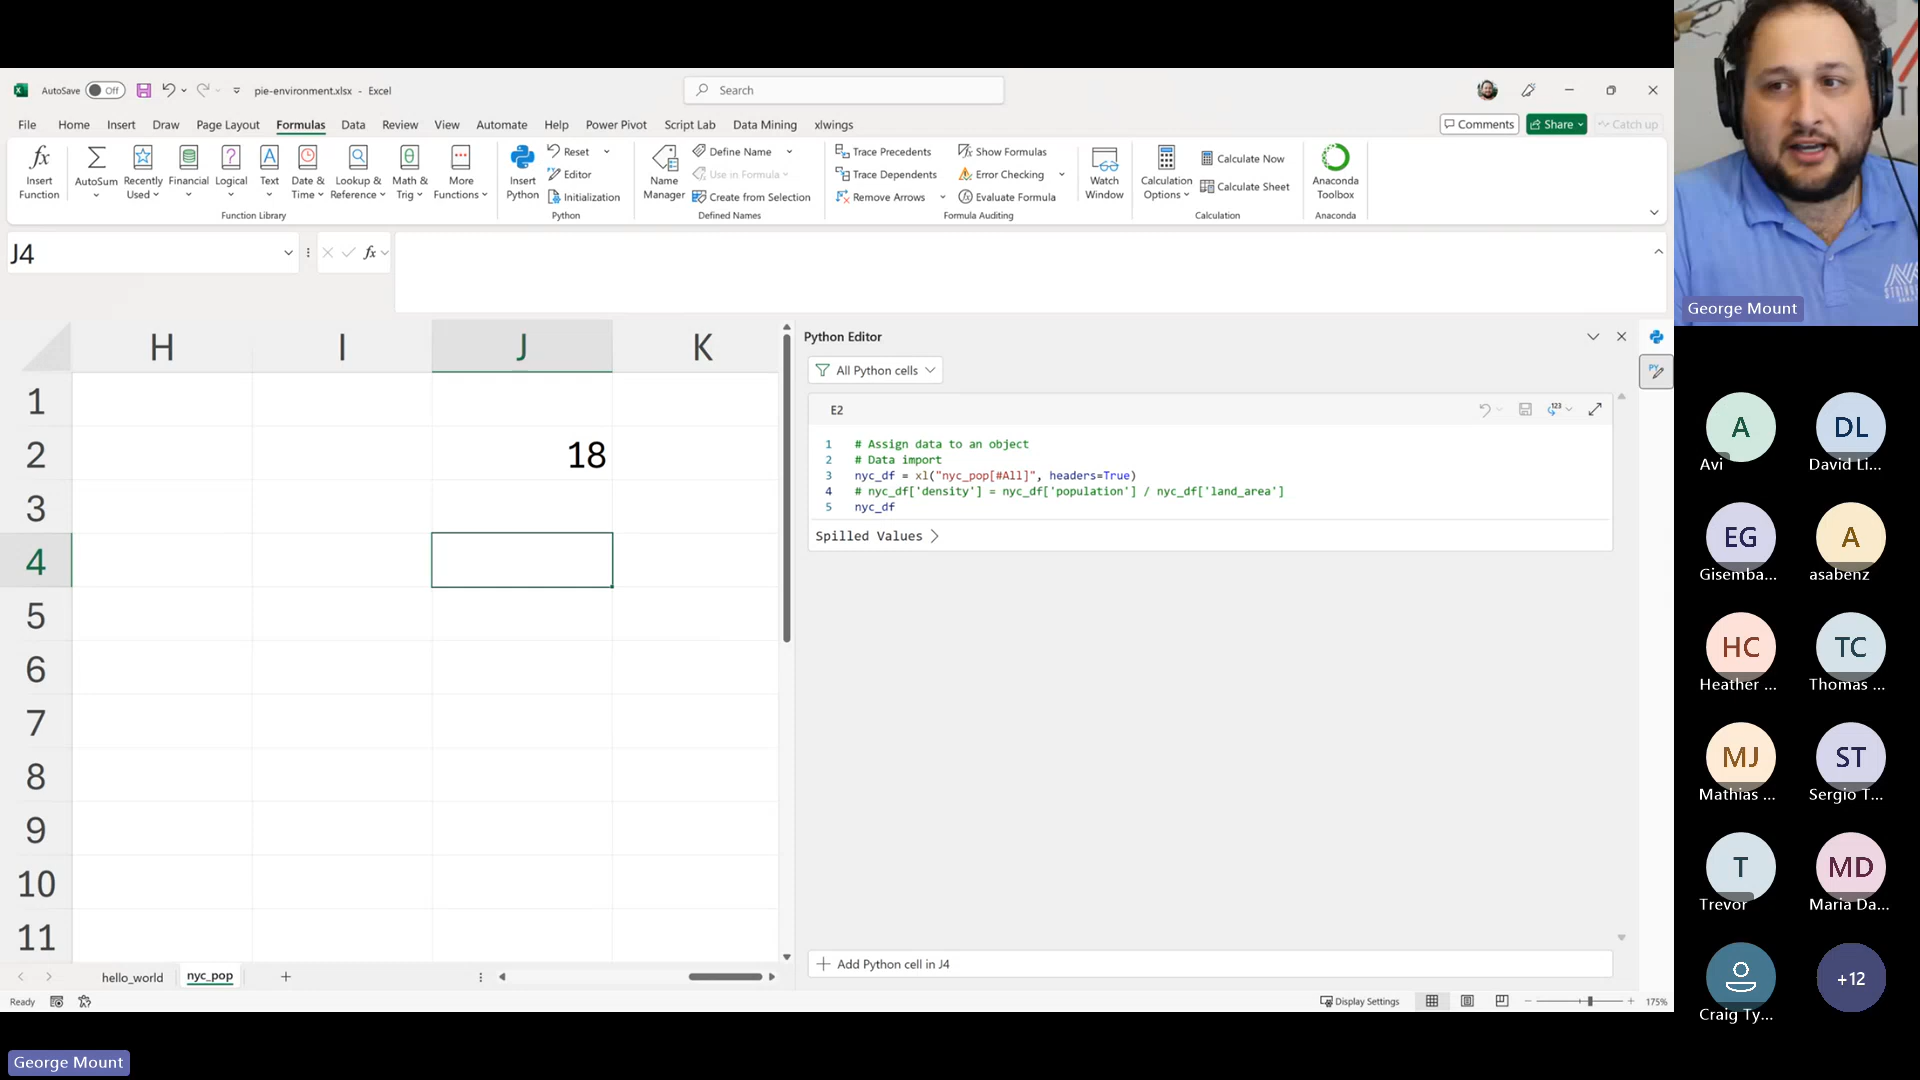 AutoSave Off pie-environment.xlsx - Excel
Search
File Home Insert Draw Page Layout Formulas Data Review View Automate Help Power Pivot Script Lab Data Mining xlwings
Comments Share Catch up
Insert Function
AutoSum
Recently Used
Financial
Logical
Text
Date & Time
Lookup & Reference
Math & Trig
More Functions
Function Library
Insert Python
Reset
Editor
Initialization
Python
Name Manager
Define Name
Use in Formula
Create from Selection
Defined Names
Trace Precedents
Trace Dependents
Remove Arrows
Show Formulas
Error Checking
Evaluate Formula
Formula Auditing
Watch Window
Calculation Options
Calculate Now
Calculate Sheet
Calculation
Anaconda Toolbox
Anaconda
J4
fx
H I J K
1
2 18
3
4
5
6
7
8
9
10
11
Python Editor
All Python cells
E2
1 # Assign data to an object
2 # Data import
3 nyc_df = xl("nyc_pop[#All]", headers=True)
4 # nyc_df['density'] = nyc_df['population'] / nyc_df['land_area']
5 nyc_df
Spilled Values
Add Python cell in J4
hello_world nyc_pop
Ready
Display Settings
175%
George Mount
A
Avi
DL
David Li...
EG
Gisemba...
A
asabenz
HC
Heather ...
TC
Thomas ...
MJ
Mathias ...
ST
Sergio T...
T
Trevor
MD
Maria Da...
Craig Ty...
+12
George Mount